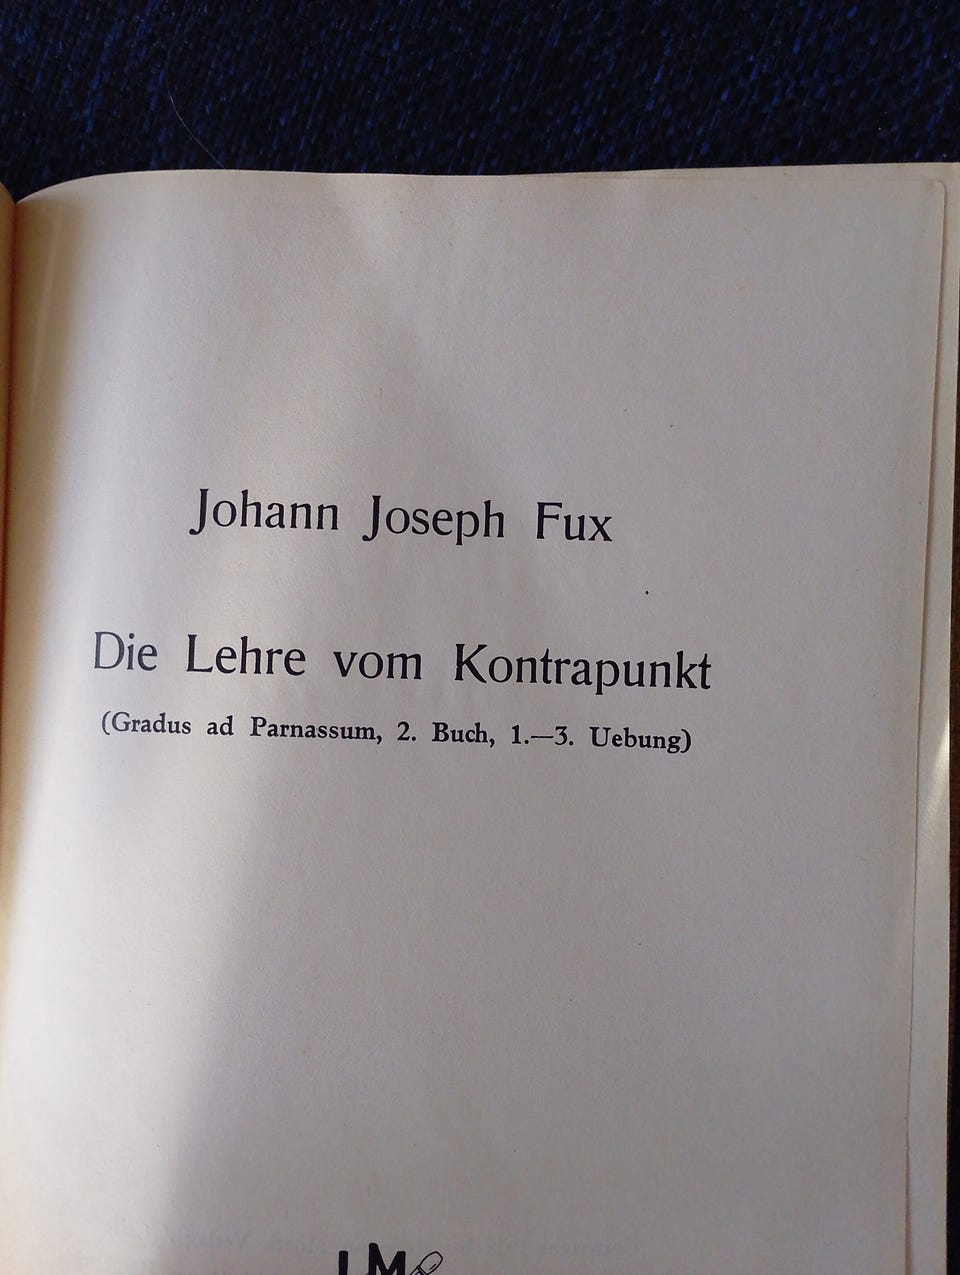 Johann Joseph Fux
Die Lehre vom Kontrapunkt
(Gradus ad Parnassum, 2. Buch, 1.—3. Uebung)